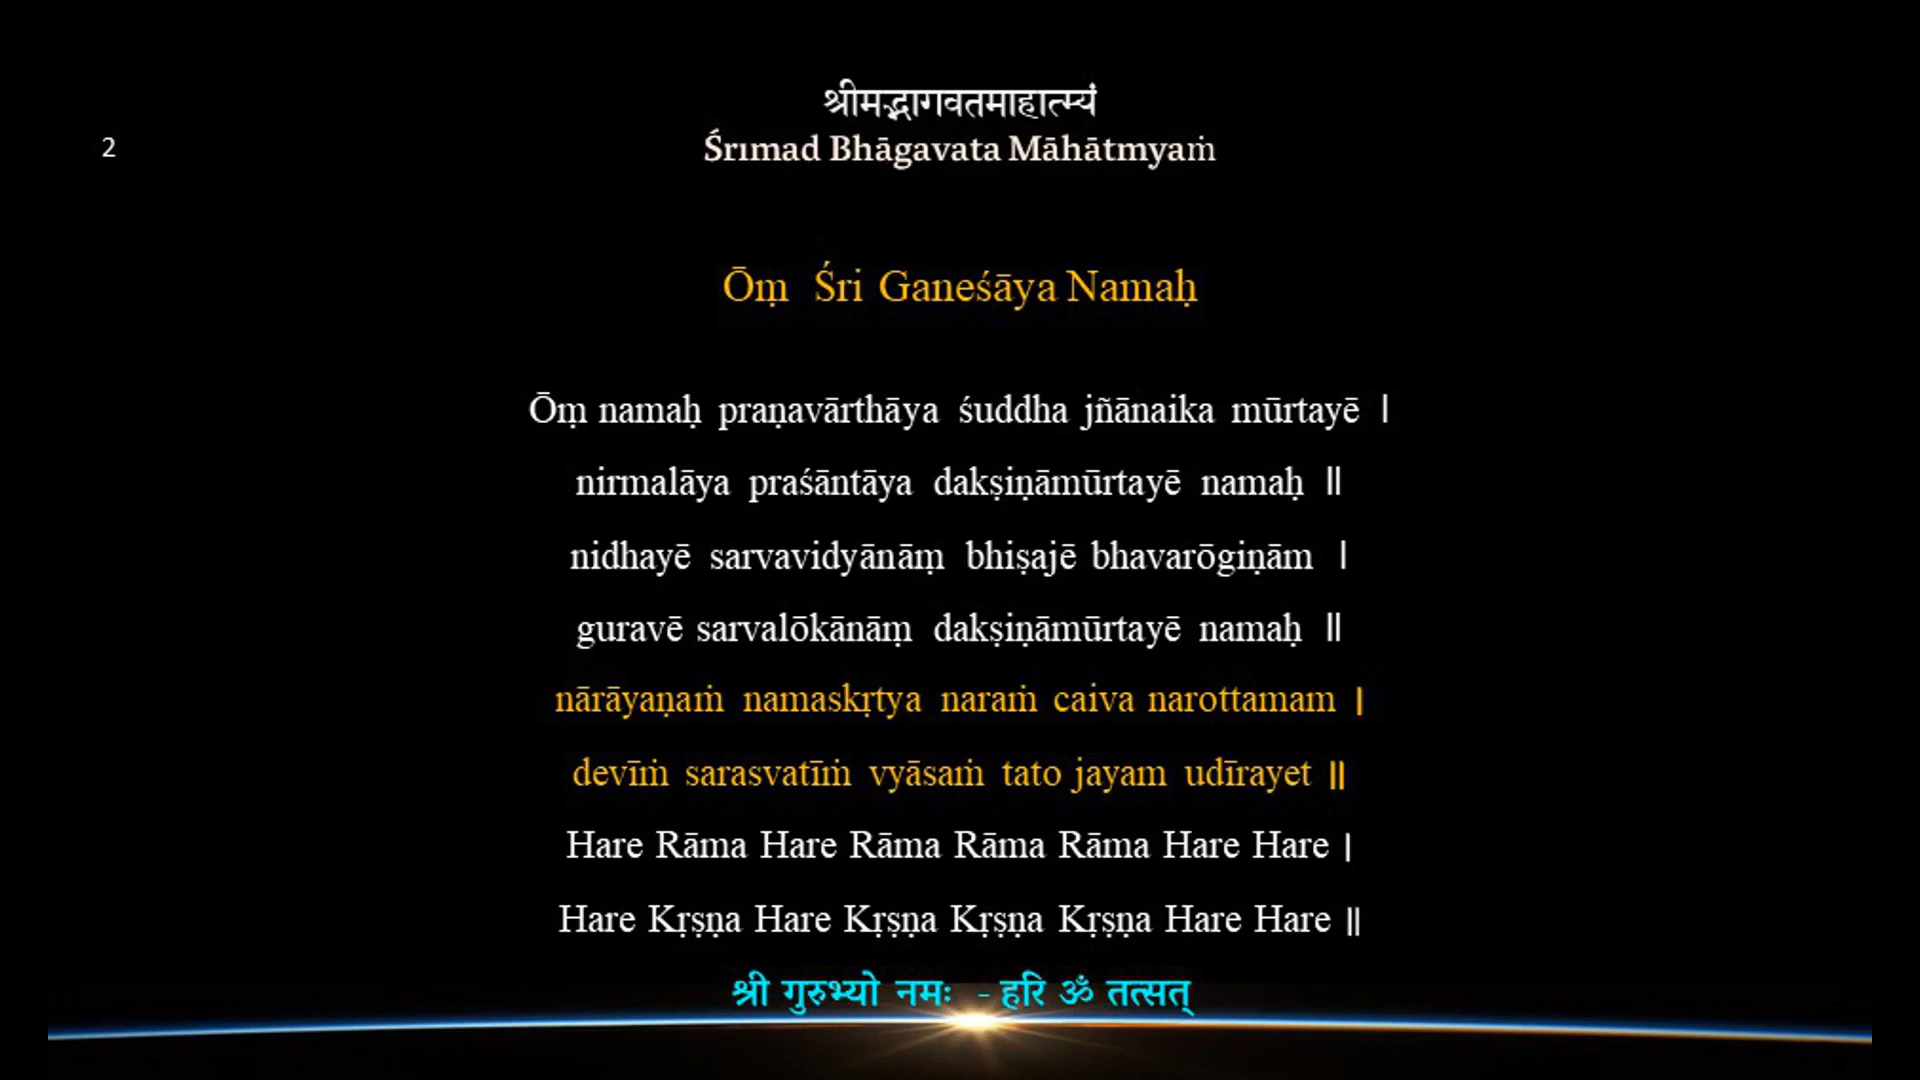 श्रीमद्भागवतमाहात्म्यं
2
Śrımad Bhāgavata Māhātmyaṁ
Ōṃ Śri Ganeśāya Namaḥ
Ōṃ namaḥ praṇavārthāya śuddha jñānaika mūrtayē |
nirmalāya praśāntāya dakṣiṇāmūrtayē namaḥ ||
nidhayē sarvavidyānāṃ bhiṣajē bhavarōgiṇām |
guravē sarvalōkānāṃ dakṣiṇāmūrtayē namaḥ ||
nārāyaṇaṁ namaskṛtya naraṁ caiva narottamam |
devīṁ sarasvatīṁ vyāsaṁ tato jayam udīrayet ||
Hare Rāma Hare Rāma Rāma Rāma Hare Hare |
Hare Kṛṣṇa Hare Kṛṣṇa Kṛṣṇa Kṛṣṇa Hare Hare ||
श्री गुरुभ्यो नमः - हरि ॐ तत्सत्